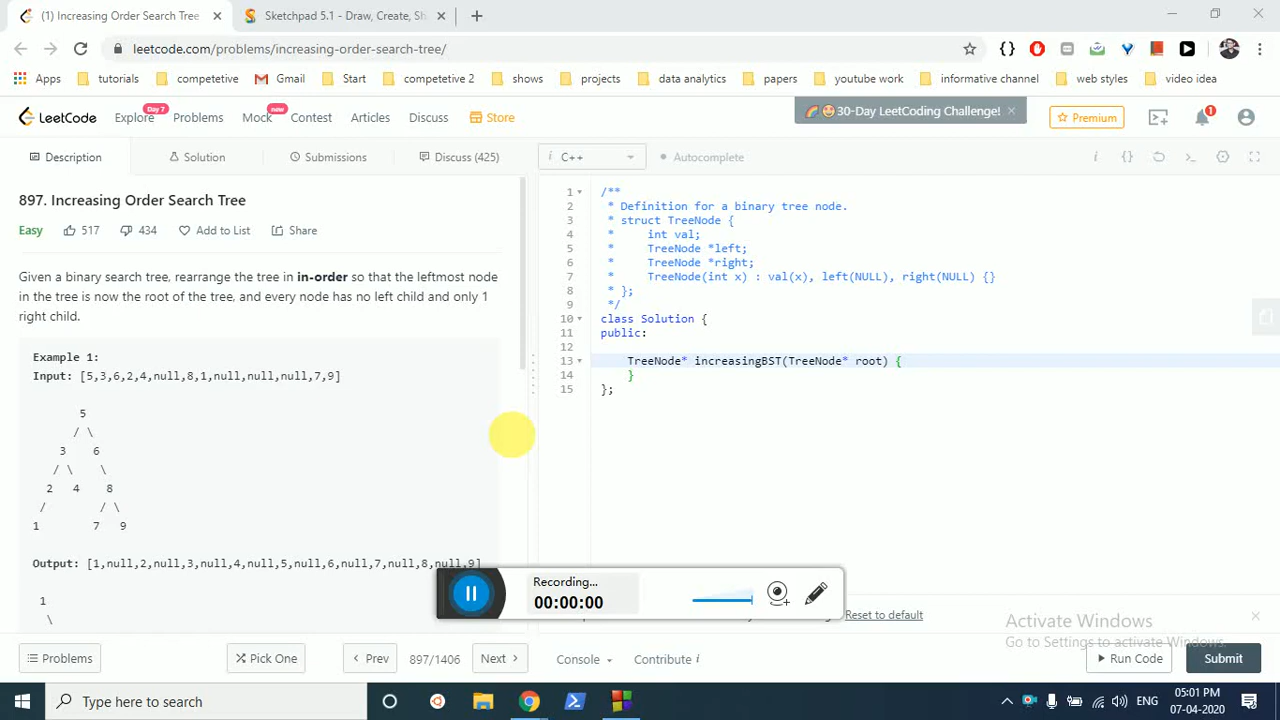 (1) Increasing Order Search Tree
Sketchpad 5.1 - Draw, Create, Sh
leetcode.com/problems/increasing-order-search-tree/
Apps tutorials competetive Gmail Start competetive 2 shows projects data analytics papers youtube work informative channel web styles video idea
LeetCode Explore Day 7 Problems Mock new Contest Articles Discuss Store 30-Day LeetCoding Challenge! Premium 1
Description Solution Submissions Discuss (425) i C++ Autocomplete
897. Increasing Order Search Tree
Easy 517 434 Add to List Share
Given a binary search tree, rearrange the tree in in-order so that the leftmost node
in the tree is now the root of the tree, and every node has no left child and only 1
right child.
Example 1:
Input: [5,3,6,2,4,null,8,1,null,null,null,7,9]
5
/ \
3 6
/ \ \
2 4 8
/ / \
1 7 9
Output: [1,null,2,null,3,null,4,null,5,null,6,null,7,null,8,null,9]
1
\
1 /**
2 * Definition for a binary tree node.
3 * struct TreeNode {
4 * int val;
5 * TreeNode *left;
6 * TreeNode *right;
7 * TreeNode(int x) : val(x), left(NULL), right(NULL) {}
8 * };
9 */
10 class Solution {
11 public:
12
13 TreeNode* increasingBST(TreeNode* root) {
14 }
15 };
Recording...
00:00:00
Reset to default
Activate Windows
Go to Settings to activate Windows.
Problems Pick One Prev 897/1406 Next Console Contribute i Run Code Submit
Type here to search
ENG
05:01 PM
07-04-2020